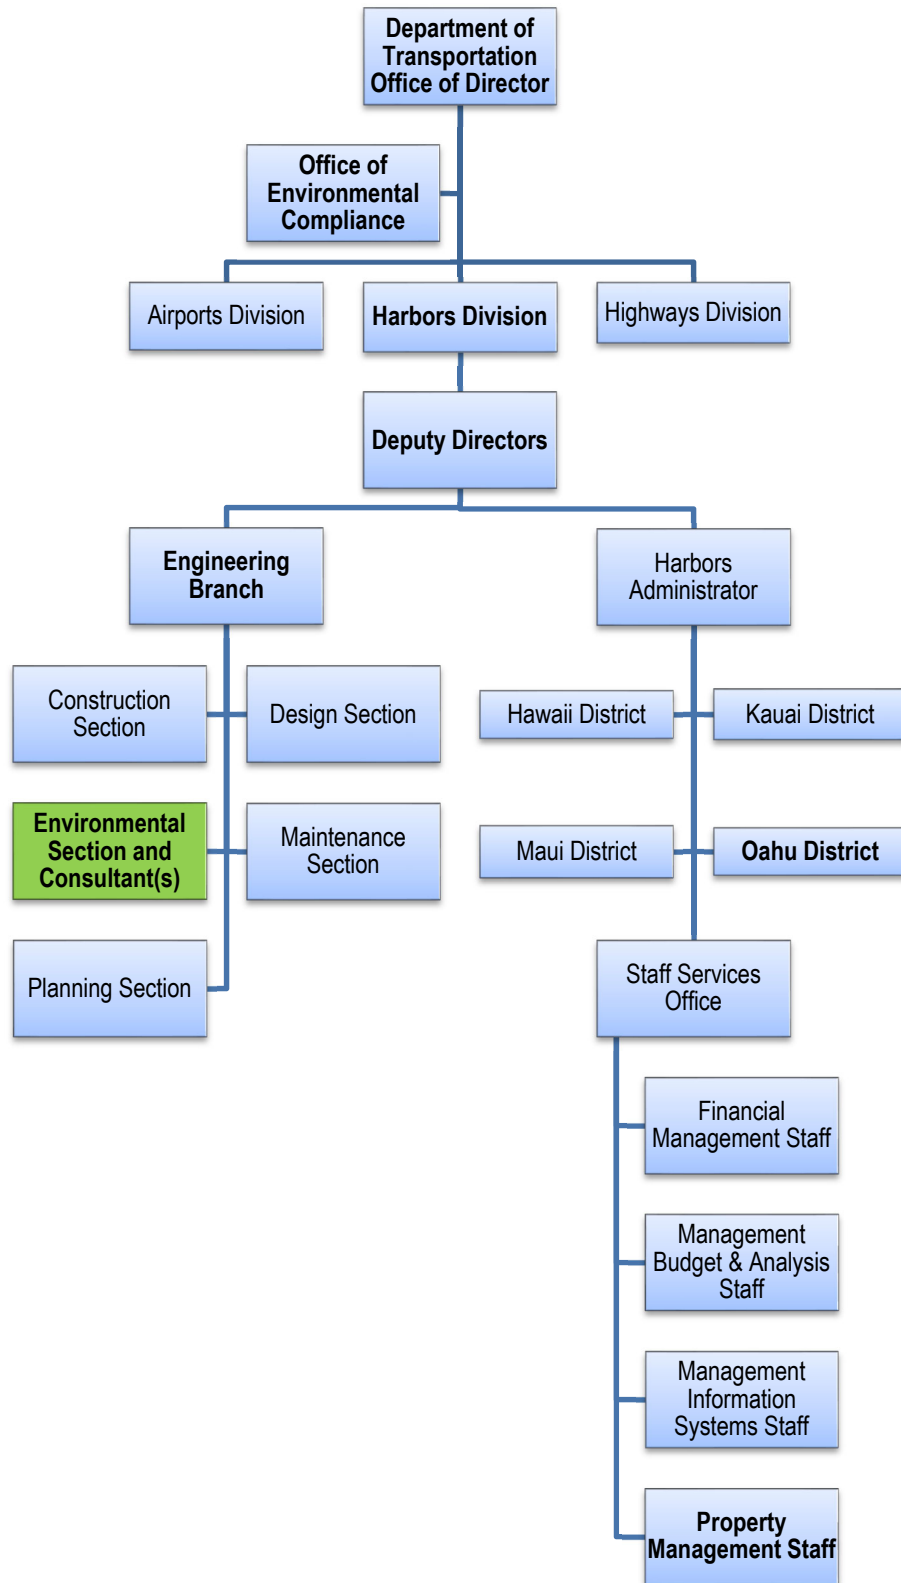 Department of
Transportation
Office of Director
Office of
Environmental
Compliance
Airports Division
Harbors Division
Highways Division
Deputy Directors
Engineering
Branch
Harbors
Administrator
Construction
Section
Design Section
Hawaii District
Kauai District
Environmental
Section and
Consultant(s)
Maintenance
Section
Maui District
Oahu District
Planning Section
Staff Services
Office
Financial
Management Staff
Management
Budget & Analysis
Staff
Management
Information
Systems Staff
Property
Management Staff